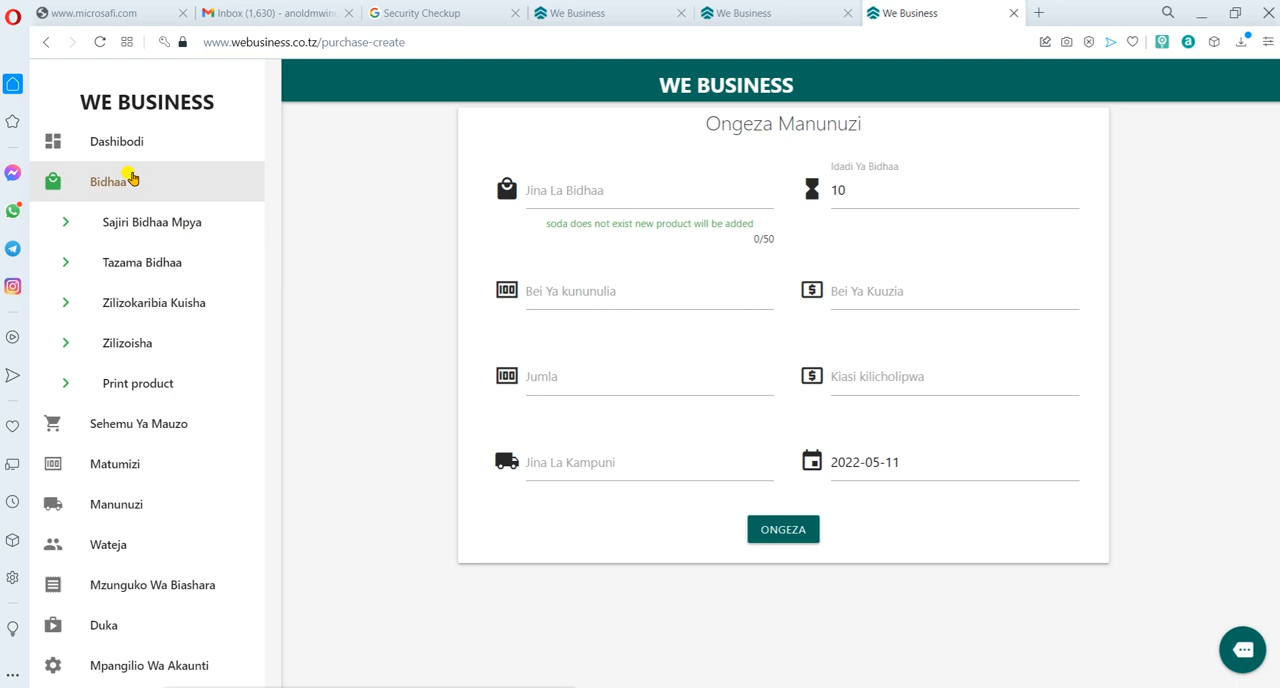 www.microsafi.com
Inbox (1,630) - anoldmwinu
Security Checkup
We Business
We Business
We Business
www.webusiness.co.tz/purchase-create
WE BUSINESS
Dashibodi
Bidhaa
Sajiri Bidhaa Mpya
Tazama Bidhaa
Zilizokaribia Kuisha
Zilizoisha
Print product
Sehemu Ya Mauzo
Matumizi
Manunuzi
Wateja
Mzunguko Wa Biashara
Duka
Mpangilio Wa Akaunti
WE BUSINESS
Ongeza Manunuzi
Jina La Bidhaa
Idadi Ya Bidhaa
10
soda does not exist new product will be added
0/50
Bei Ya kununulia
Bei Ya Kuuzia
Jumla
Kiasi kilicholipwa
Jina La Kampuni
2022-05-11
ONGEZA